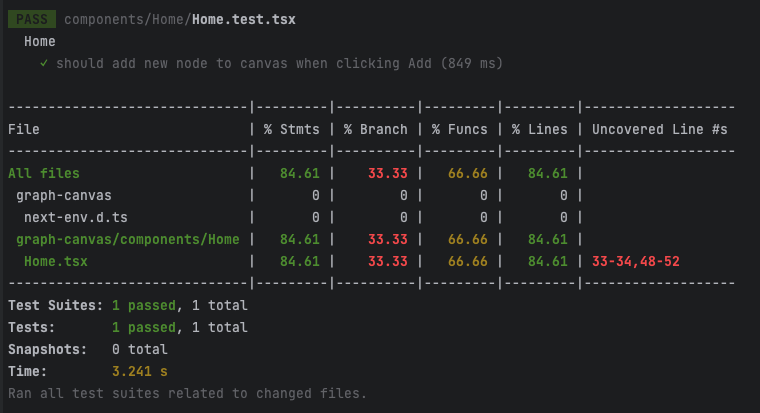 PASS components/Home/Home.test.tsx
Home
✓ should add new node to canvas when clicking Add (849 ms)
------------------------------|---------|----------|---------|---------|-------------------
File | % Stmts | % Branch | % Funcs | % Lines | Uncovered Line #s
------------------------------|---------|----------|---------|---------|-------------------
All files | 84.61 | 33.33 | 66.66 | 84.61 |
graph-canvas | 0 | 0 | 0 | 0 |
next-env.d.ts | 0 | 0 | 0 | 0 |
graph-canvas/components/Home | 84.61 | 33.33 | 66.66 | 84.61 |
Home.tsx | 84.61 | 33.33 | 66.66 | 84.61 | 33-34,48-52
------------------------------|---------|----------|---------|---------|-------------------
Test Suites: 1 passed, 1 total
Tests: 1 passed, 1 total
Snapshots: 0 total
Time: 3.241 s
Ran all test suites related to changed files.